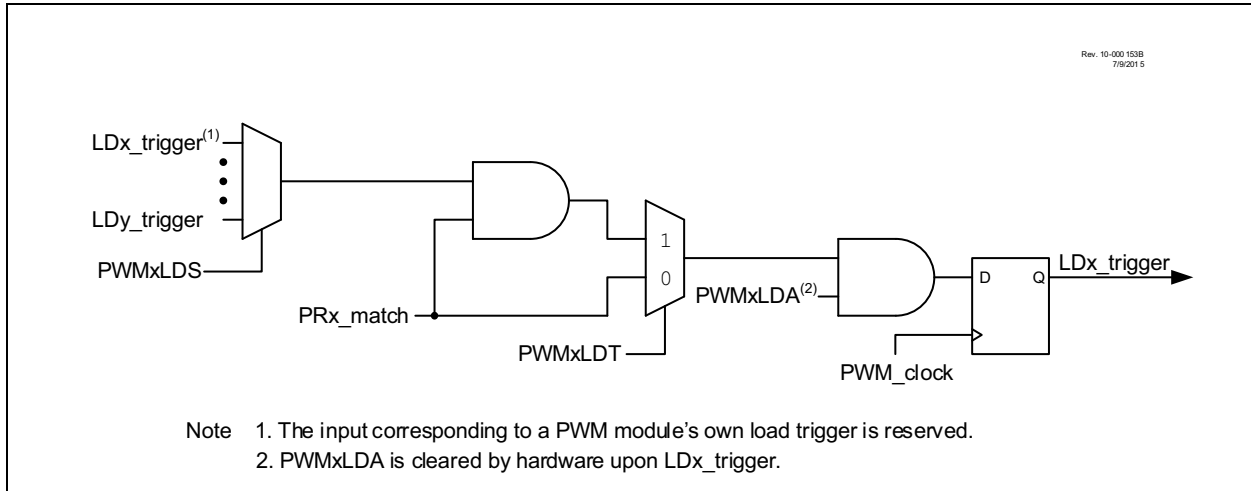 Rev. 10-000 153B
7/9/201 5
LDx_trigger(1)
LDy_trigger
PWMxLDS
PRx_match
1
0
PWMxLDT
PWMxLDA(2)
D Q
LDx_trigger
PWM_clock
Note 1. The input corresponding to a PWM module's own load trigger is reserved.
2. PWMxLDA is cleared by hardware upon LDx_trigger.